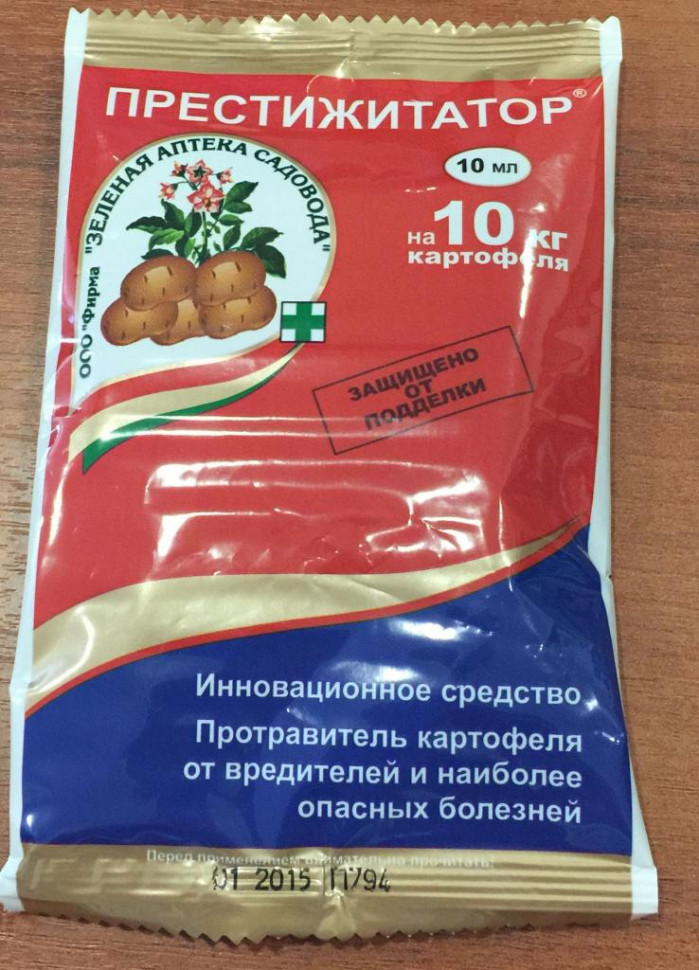 ПРЕСТИЖИТАТОР®
ООО "Фирма "ЗЕЛЕНАЯ АПТЕКА САДОВОДА"
10 мл
на 10 кг
картофеля
ЗАЩИЩЕНО
ОТ
ПОДДЕЛКИ
Инновационное средство
Протравитель картофеля
от вредителей и наиболее
опасных болезней
Перед применением внимательно прочитать!
01 2015 11794